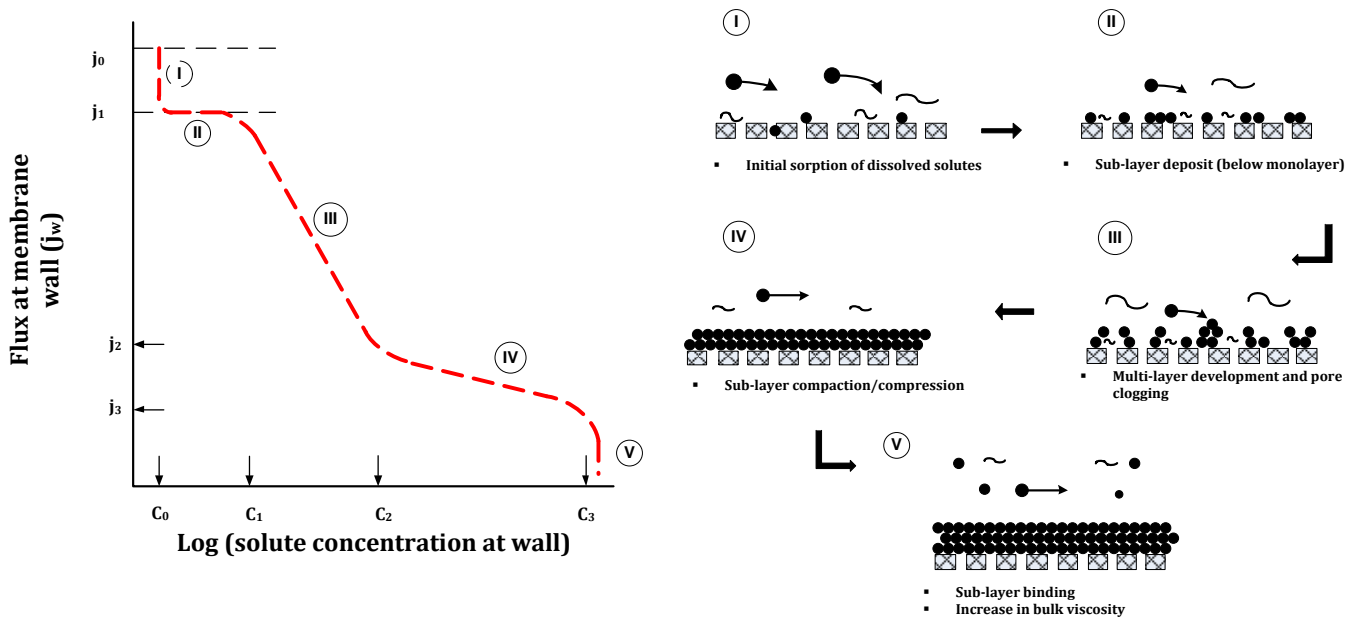 j₀
I
j₁
II
III
Flux at membrane
wall (jw)
IV
j₂
j₃
V
C₀
C₁
C₂
C₃
Log (solute concentration at wall)
I
▪ Initial sorption of dissolved solutes
II
▪ Sub-layer deposit (below monolayer)
III
▪ Multi-layer development and pore
clogging
IV
▪ Sub-layer compaction/compression
V
▪ Sub-layer binding
▪ Increase in bulk viscosity